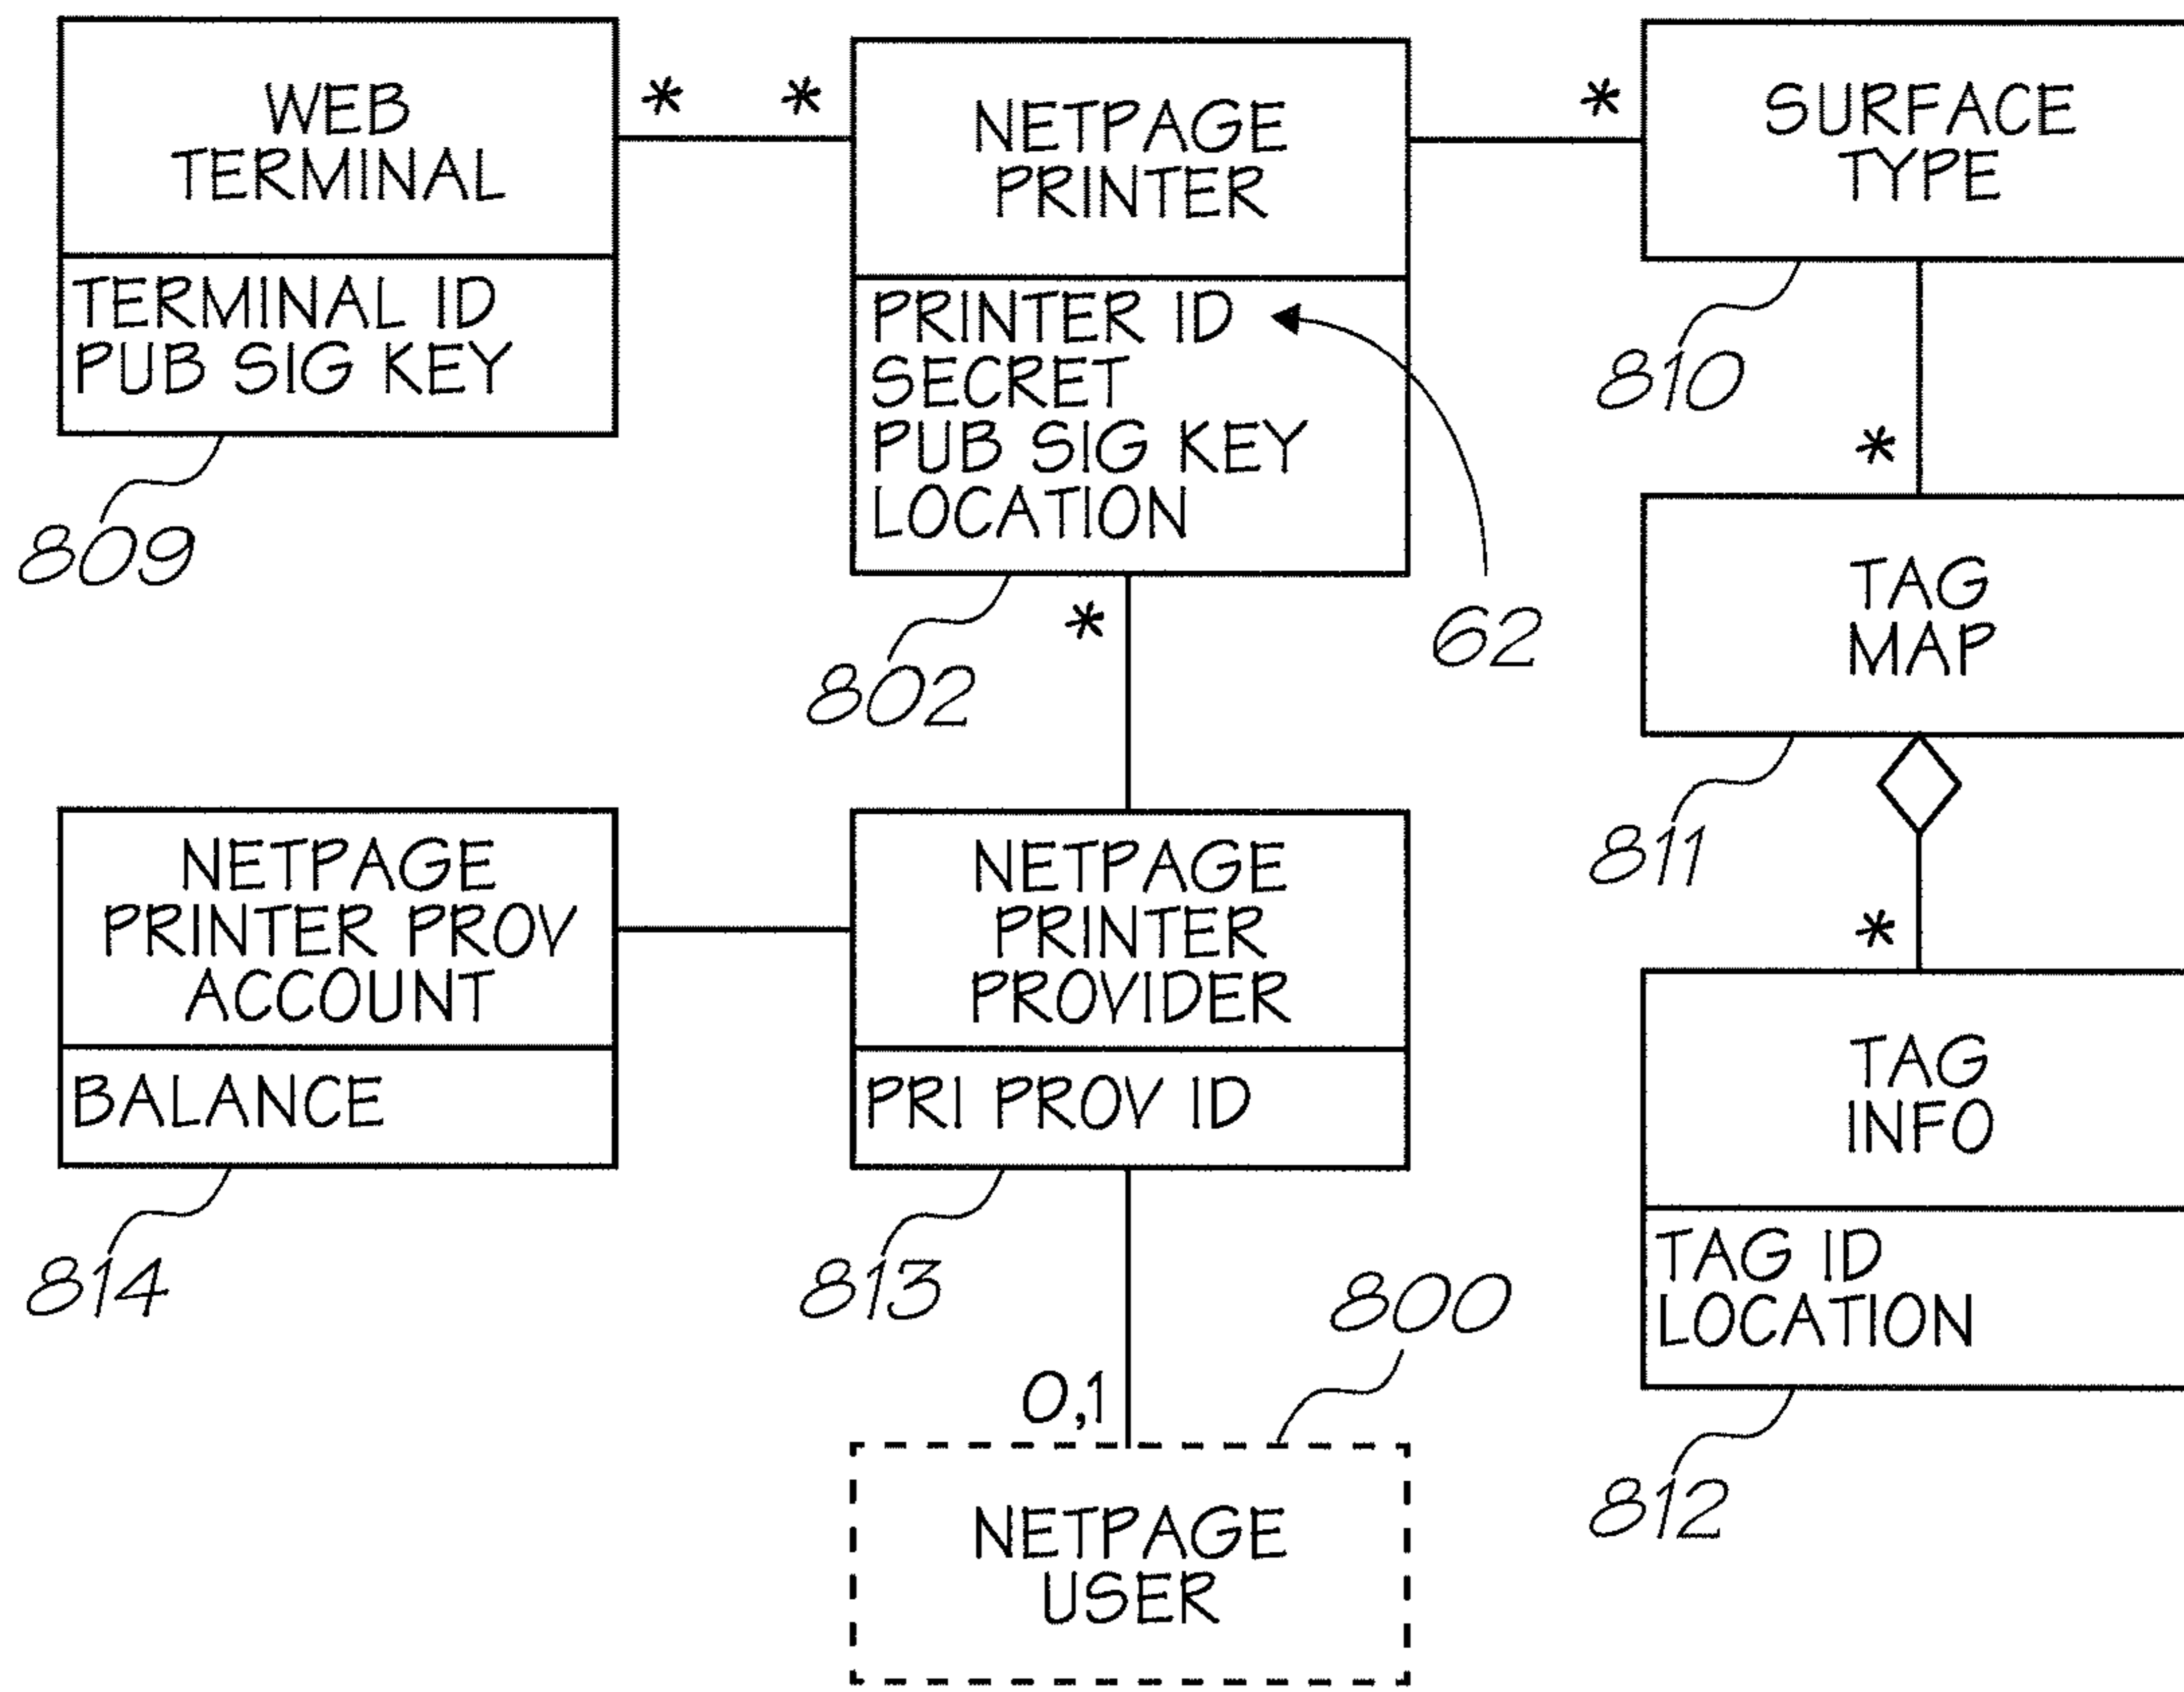 WEB
TERMINAL
TERMINAL ID
PUB SIG KEY
809
*
*
NETPAGE
PRINTER
PRINTER ID
SECRET
PUB SIG KEY
LOCATION
62
802
*
*
SURFACE
TYPE
810
*
TAG
MAP
811
*
TAG
INFO
TAG ID
LOCATION
812
NETPAGE
PRINTER PROV
ACCOUNT
BALANCE
814
NETPAGE
PRINTER
PROVIDER
PRI PROV ID
813
800
0,1
NETPAGE
USER